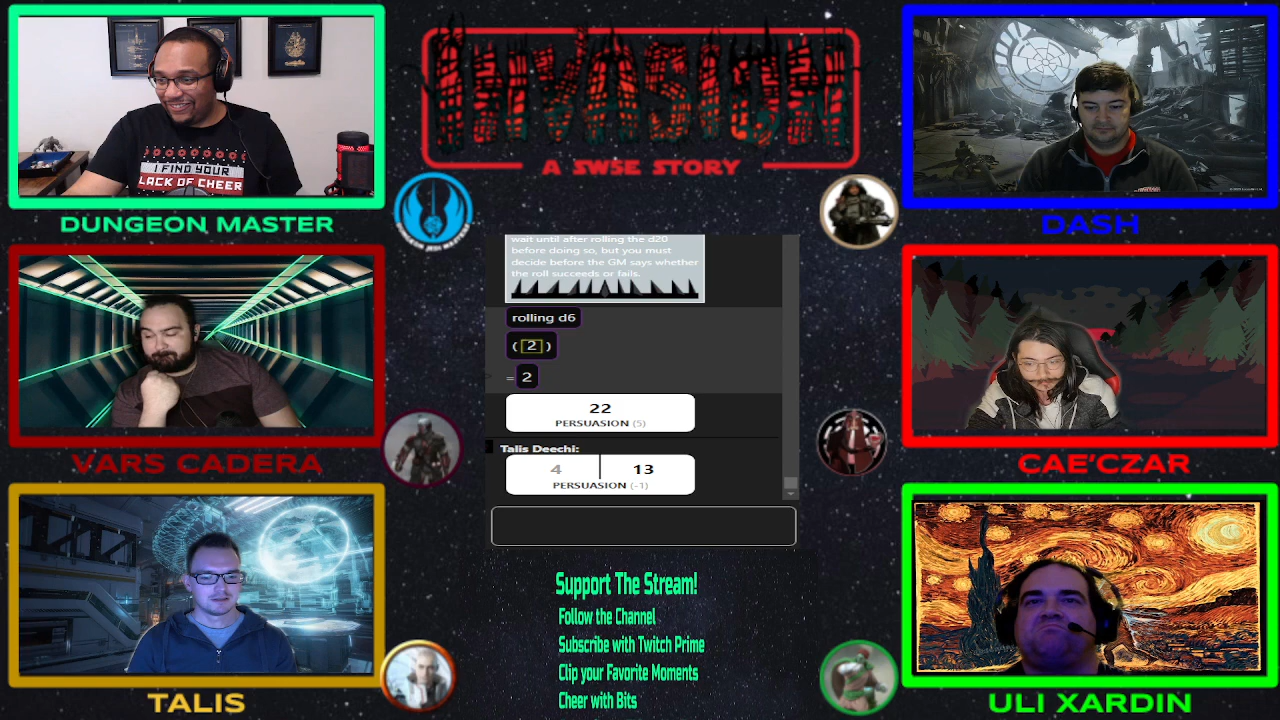 INVASION
A SWSE STORY
I FIND YOUR
LACK OF CHEER
DUNGEON MASTER
DASH
wait until after rolling the d20
before doing so, but you must
decide before the GM says whether
the roll succeeds or fails.
rolling d6
( 2 )
= 2
22
PERSUASION (5)
Talis Deechi:
4 13
PERSUASION (-1)
VARS CADERA
CAE'CZAR
TALIS
ULI XARDIN
Support The Stream!
Follow the Channel
Subscribe with Twitch Prime
Clip your Favorite Moments
Cheer with Bits